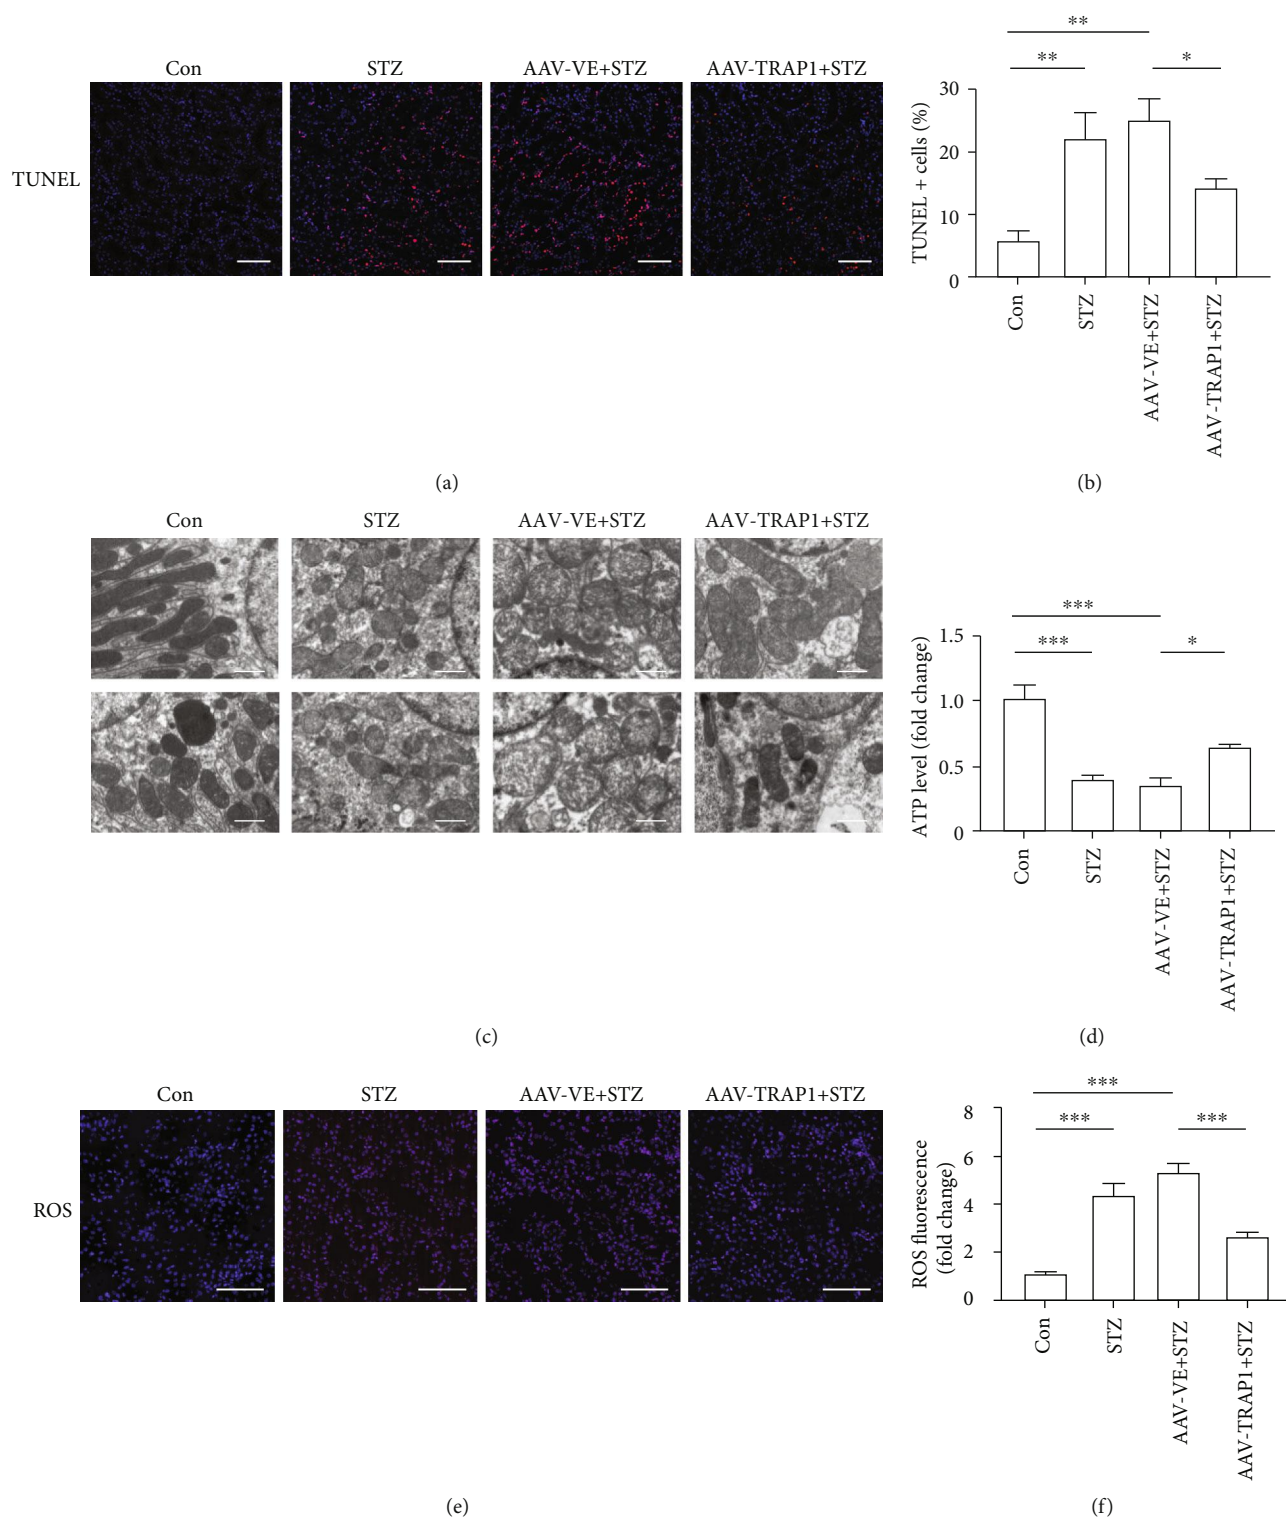 Con STZ AAV-VE+STZ AAV-TRAP1+STZ
TUNEL
(a)
** 
** *
TUNEL + cells (%)
30
20
10
0
Con
STZ
AAV-VE+STZ
AAV-TRAP1+STZ
(b)
Con STZ AAV-VE+STZ AAV-TRAP1+STZ
(c)
***
*** *
ATP level (fold change)
1.5
1.0
0.5
0
Con
STZ
AAV-VE+STZ
AAV-TRAP1+STZ
(d)
Con STZ AAV-VE+STZ AAV-TRAP1+STZ
ROS
(e)
***
*** ***
ROS fluorescence
(fold change)
8
6
4
2
0
Con
STZ
AAV-VE+STZ
AAV-TRAP1+STZ
(f)